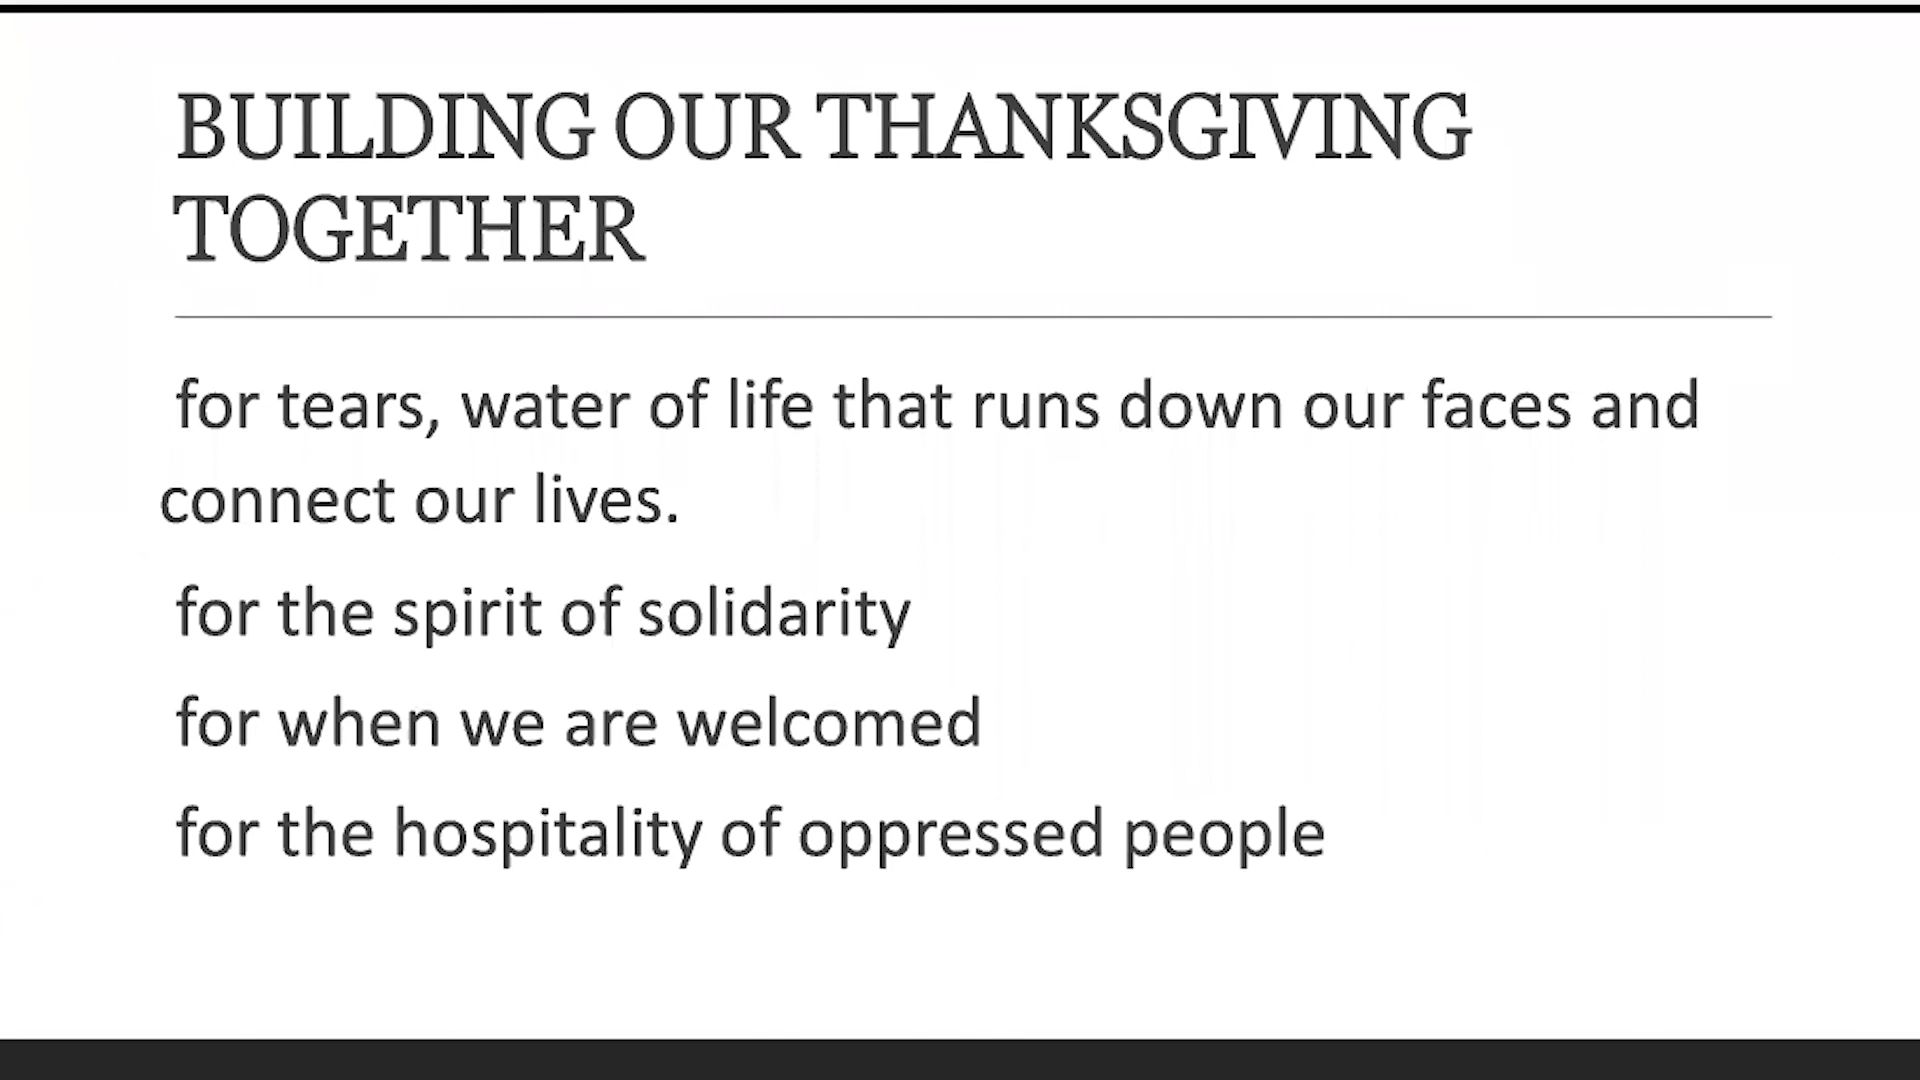 BUILDING OUR THANKSGIVING
TOGETHER
for tears, water of life that runs down our faces and
connect our lives.
for the spirit of solidarity
for when we are welcomed
for the hospitality of oppressed people